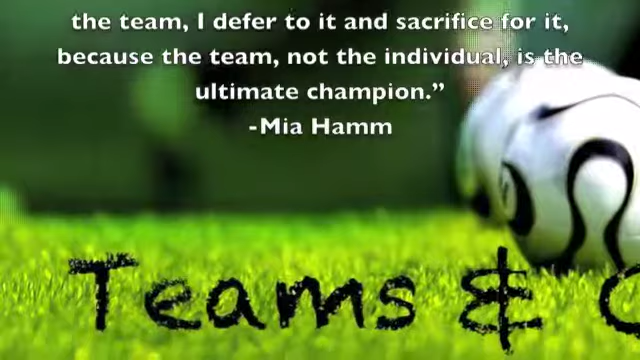 the team, I defer to it and sacrifice for it,
because the team, not the individual, is the
ultimate champion.”
-Mia Hamm
Teams &